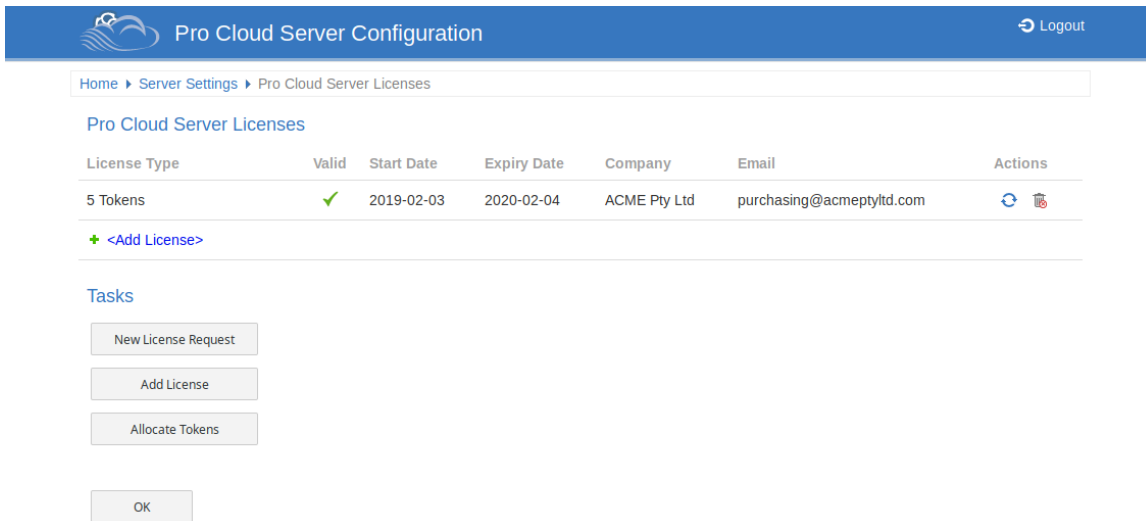 Pro Cloud Server Configuration
Logout
Home Server Settings Pro Cloud Server Licenses
Pro Cloud Server Licenses
License Type Valid Start Date Expiry Date Company Email Actions
5 Tokens 2019-02-03 2020-02-04 ACME Pty Ltd purchasing@acmeptyltd.com
<Add License>
Tasks
New License Request
Add License
Allocate Tokens
OK